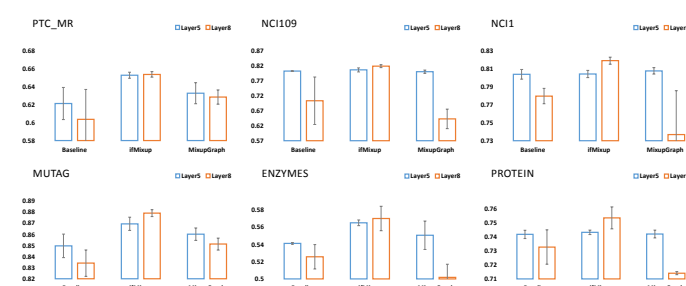 PTC_MR
Layer5 Layer8
0.68
0.66
0.64
0.62
0.6
0.58
Baseline ifMixup MixupGraph
NCI109
Layer5 Layer8
0.87
0.82
0.77
0.72
0.67
0.62
0.57
Baseline ifMixup MixupGraph
NCI1
Layer5 Layer
0.83
0.81
0.79
0.77
0.75
0.73
Baseline ifMixup MixupGraph
MUTAG
Layer5 Layer8
0.89
0.88
0.87
0.86
0.85
0.84
0.83
0.82
ENZYMES
Layer5 Layer8
0.58
0.56
0.54
0.52
0.5
PROTEIN
Layer5 Layer
0.76
0.75
0.74
0.73
0.72
0.71